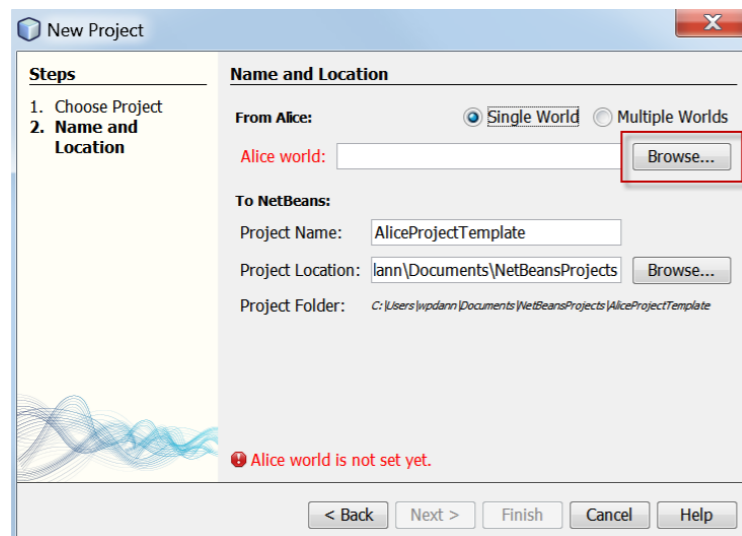 New Project
Steps
1. Choose Project
2. Name and
Location
Name and Location
From Alice: Single World Multiple Worlds
Alice world: Browse...
To NetBeans:
Project Name: AliceProjectTemplate
Project Location: lann\Documents\NetBeansProjects Browse...
Project Folder: C:\Users\wpdann\Documents\NetBeansProjects\AliceProjectTemplate
Alice world is not set yet.
< Back Next > Finish Cancel Help